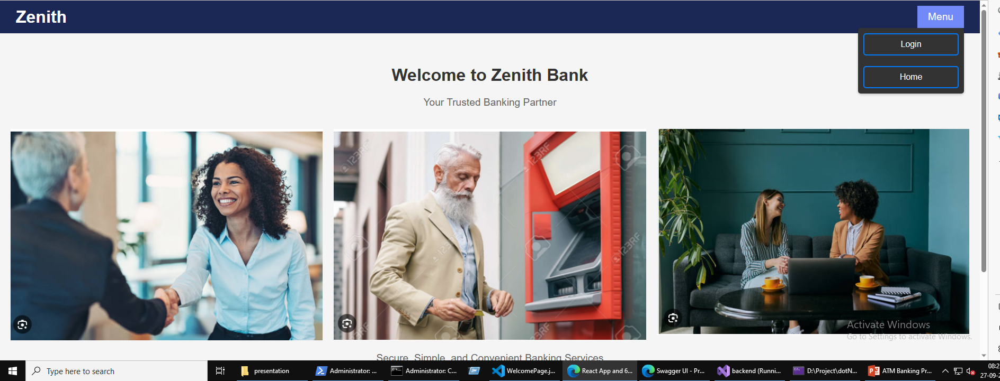 Zenith
Menu
Login
Home
Welcome to Zenith Bank
Your Trusted Banking Partner
123RF
123RF
123RF
123RF
123RF
Activate Windows
Go to Settings to activate Windows.
Secure, Simple, and Convenient Banking Services
Type here to search
presentation
Administrator: ...
Administrator: C...
WelcomePage.j...
React App and 6...
Swagger UI - Pr...
backend (Runni...
D:\Project\dotN...
ATM Banking Pr...
08:2
27-09-2